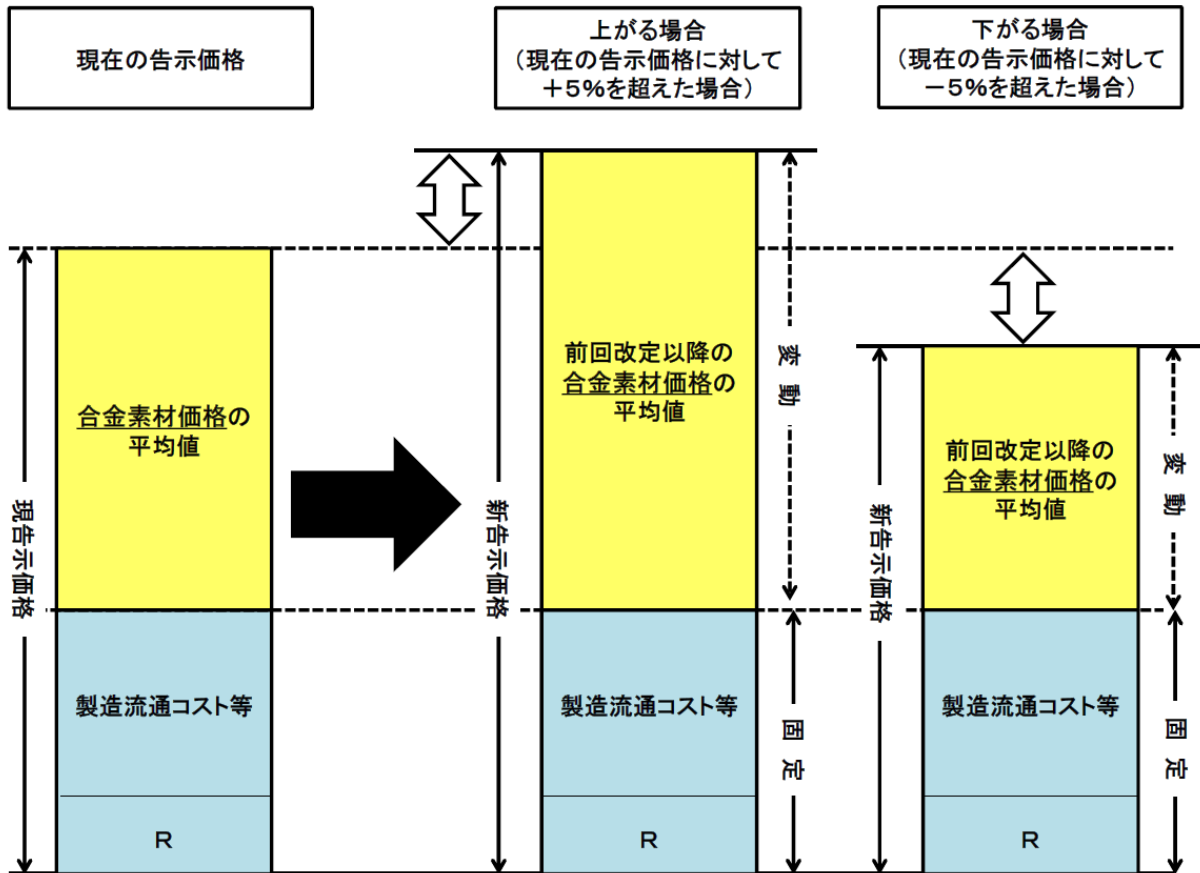 現在の告示価格
上がる場合
（現在の告示価格に対して
＋5%を超えた場合）
下がる場合
（現在の告示価格に対して
－5%を超えた場合）
現告示価格
合金素材価格の
平均値
製造流通コスト等
R
新告示価格
前回改定以降の
合金素材価格の
平均値
製造流通コスト等
R
変動
固定
新告示価格
前回改定以降の
合金素材価格の
平均値
製造流通コスト等
R
変動
固定